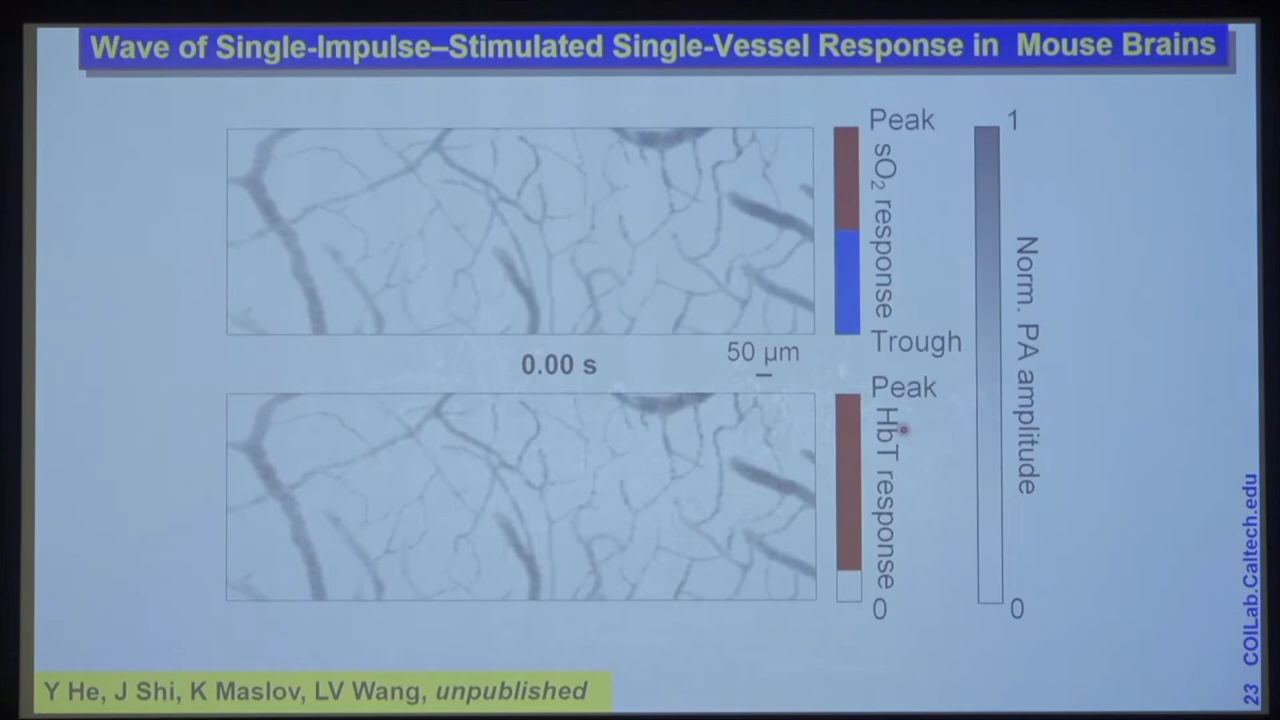 Wave of Single-Impulse–Stimulated Single-Vessel Response in Mouse Brains
Peak
sO2 response
Trough
1
Norm. PA amplitude
0
0.00 s
50 µm
Peak
HbT response
0
Y He, J Shi, K Maslov, LV Wang, unpublished
23 COILab.Caltech.edu